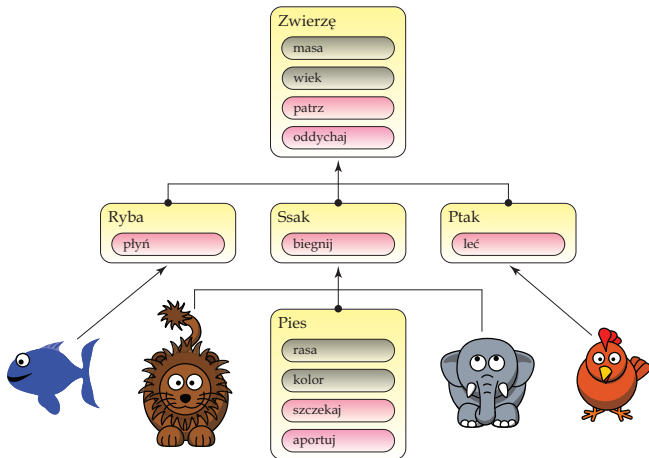 Zwierzę
masa
wiek
patrz
oddychaj
Ryba
płyń
Ssak
biegnij
Ptak
leć
Pies
rasa
kolor
szczekaj
aportuj